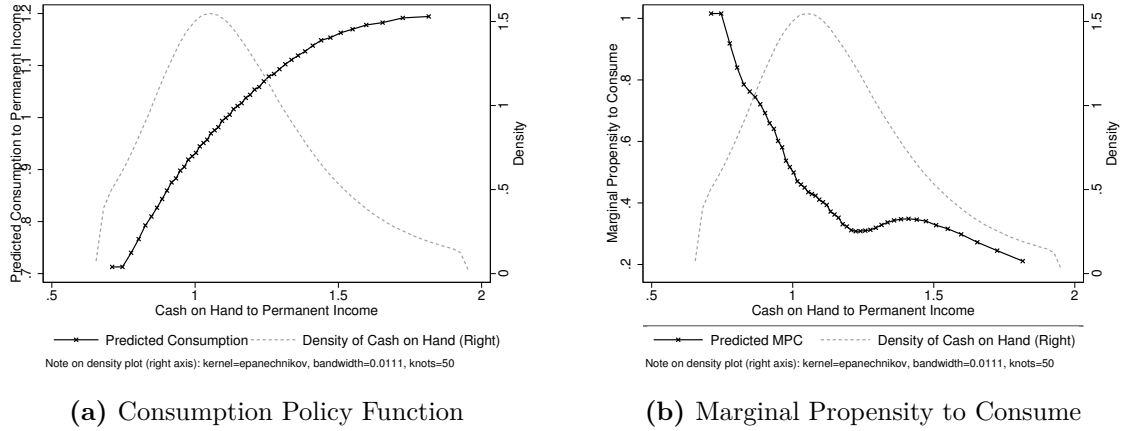 Predicted Consumption to Permanent Income
.7 .8 .9 1 1.1 1.2
0 .5 1 1.5
Density
.5 1 1.5 2
Cash on Hand to Permanent Income
Predicted Consumption Density of Cash on Hand (Right)
Note on density plot (right axis): kernel=epanechnikov, bandwidth=0.0111, knots=50
(a) Consumption Policy Function
Marginal Propensity to Consume
.2 .4 .6 .8 1
0 .5 1 1.5
Density
.5 1 1.5 2
Cash on Hand to Permanent Income
Predicted MPC Density of Cash on Hand (Right)
Note on density plot (right axis): kernel=epanechnikov, bandwidth=0.0111, knots=50
(b) Marginal Propensity to Consume